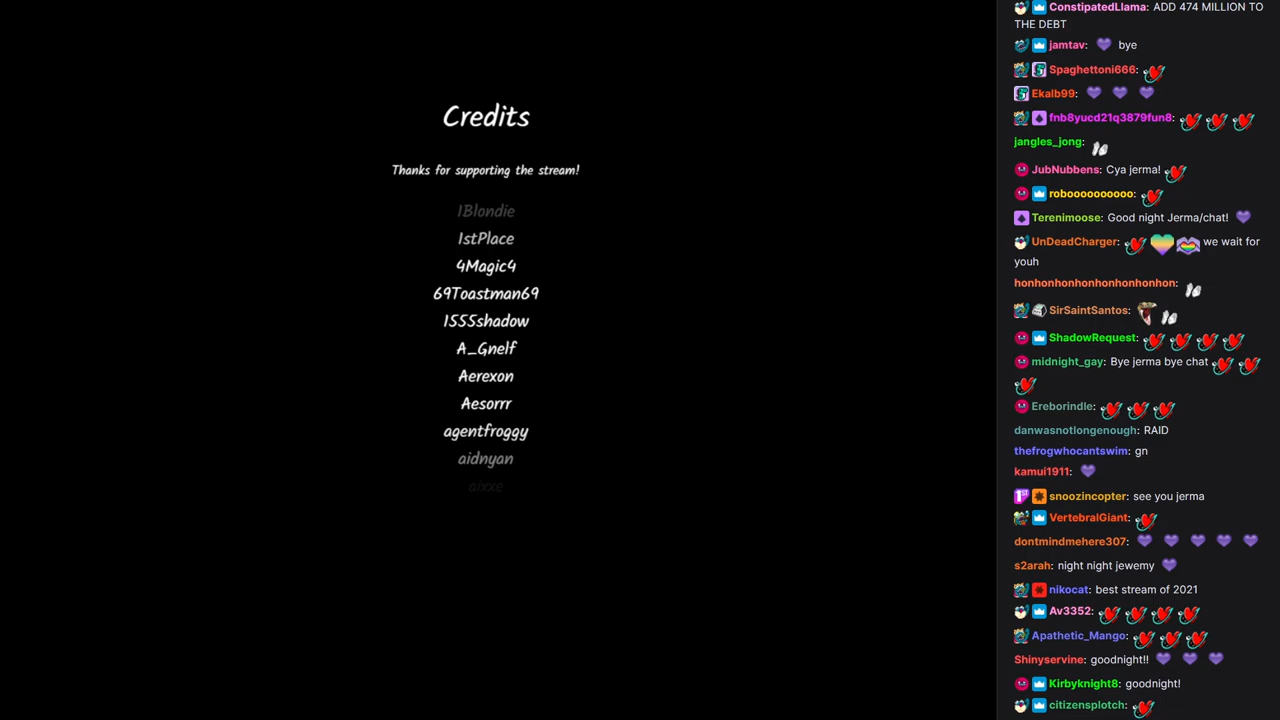 Credits
Thanks for supporting the stream!
1Blondie
1stPlace
4Magic4
69Toastman69
1555shadow
A_Gnelf
Aerexon
Aesorrr
agentfroggy
aidnyan
aixxe
ConstipatedLlama: ADD 474 MILLION TO
THE DEBT
jamtav: bye
Spaghettoni666:
Ekalb99:
fnb8yucd21q3879fun8:
jangles_jong:
JubNubbens: Cya jerma!
roboooooooooo:
Terenimoose: Good night Jerma/chat!
UnDeadCharger: we wait for
youh
honhonhonhonhonhonhonhon:
SirSaintSantos:
ShadowRequest:
midnight_gay: Bye jerma bye chat
Ereborindle:
danwasnotlongenough: RAID
thefrogwhocantswim: gn
kamui1911:
1ST snoozincopter: see you jerma
VertebralGiant:
dontmindmehere307:
s2arah: night night jewemy
nikocat: best stream of 2021
Av3352:
Apathetic_Mango:
Shinyservine: goodnight!!
Kirbyknight8: goodnight!
citizensplotch: